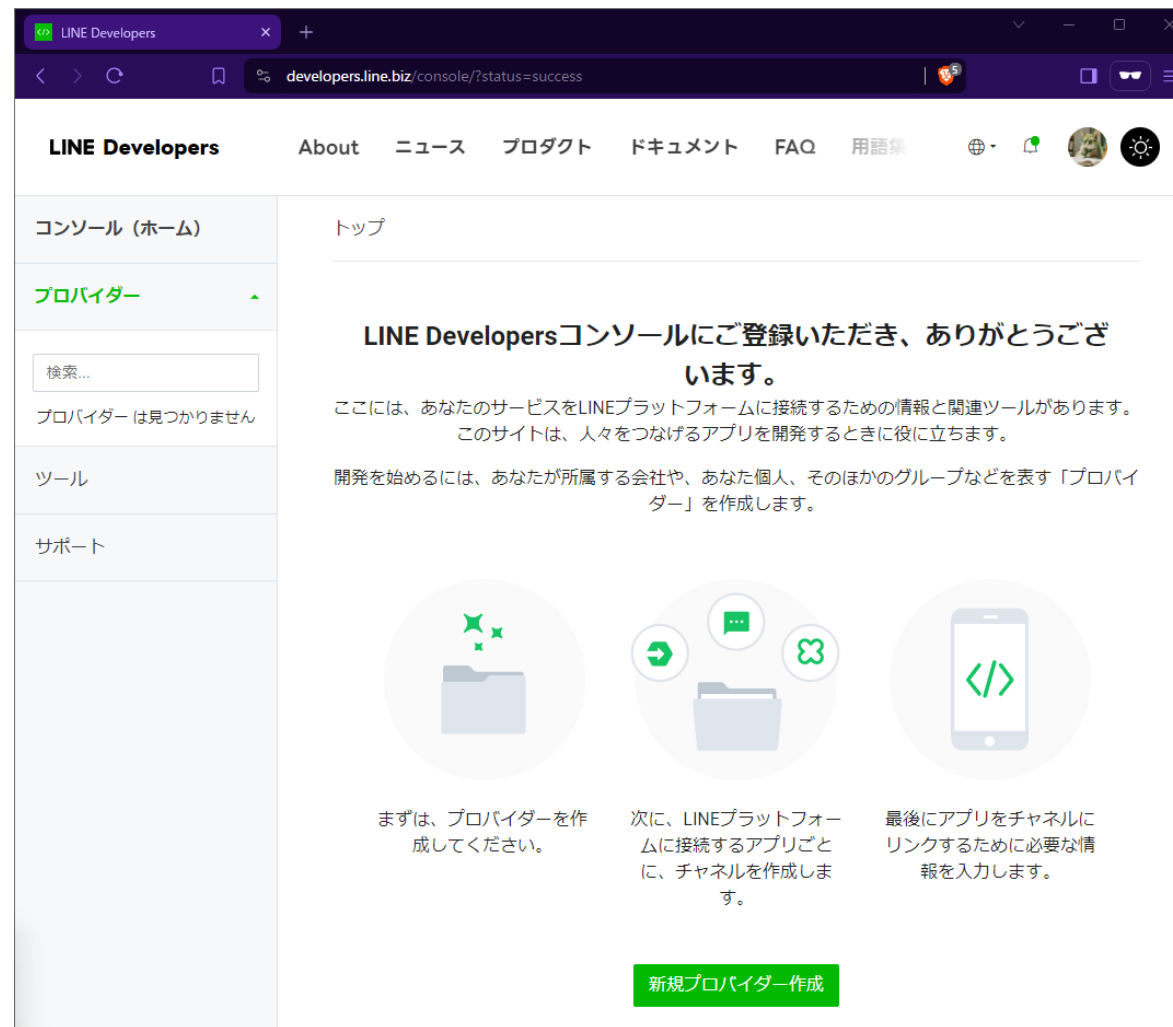 LINE Developers
developers.line.biz/console/?status=success
5
LINE Developers
About ニュース プロダクト ドキュメント FAQ 用語集
コンソール（ホーム）
プロバイダー
検索...
プロバイダー は見つかりません
ツール
サポート
トップ
LINE Developersコンソールにご登録いただき、ありがとうござ
います。
ここには、あなたのサービスをLINEプラットフォームに接続するための情報と関連ツールがあります。
このサイトは、人々をつなげるアプリを開発するときに役に立ちます。
開発を始めるには、あなたが所属する会社や、あなた個人、そのほかのグループなどを表す「プロバイ
ダー」を作成します。
まずは、プロバイダーを作
成してください。
次に、LINEプラットフォー
ムに接続するアプリごと
に、チャネルを作成しま
す。
最後にアプリをチャネルに
リンクするために必要な情
報を入力します。
新規プロバイダー作成